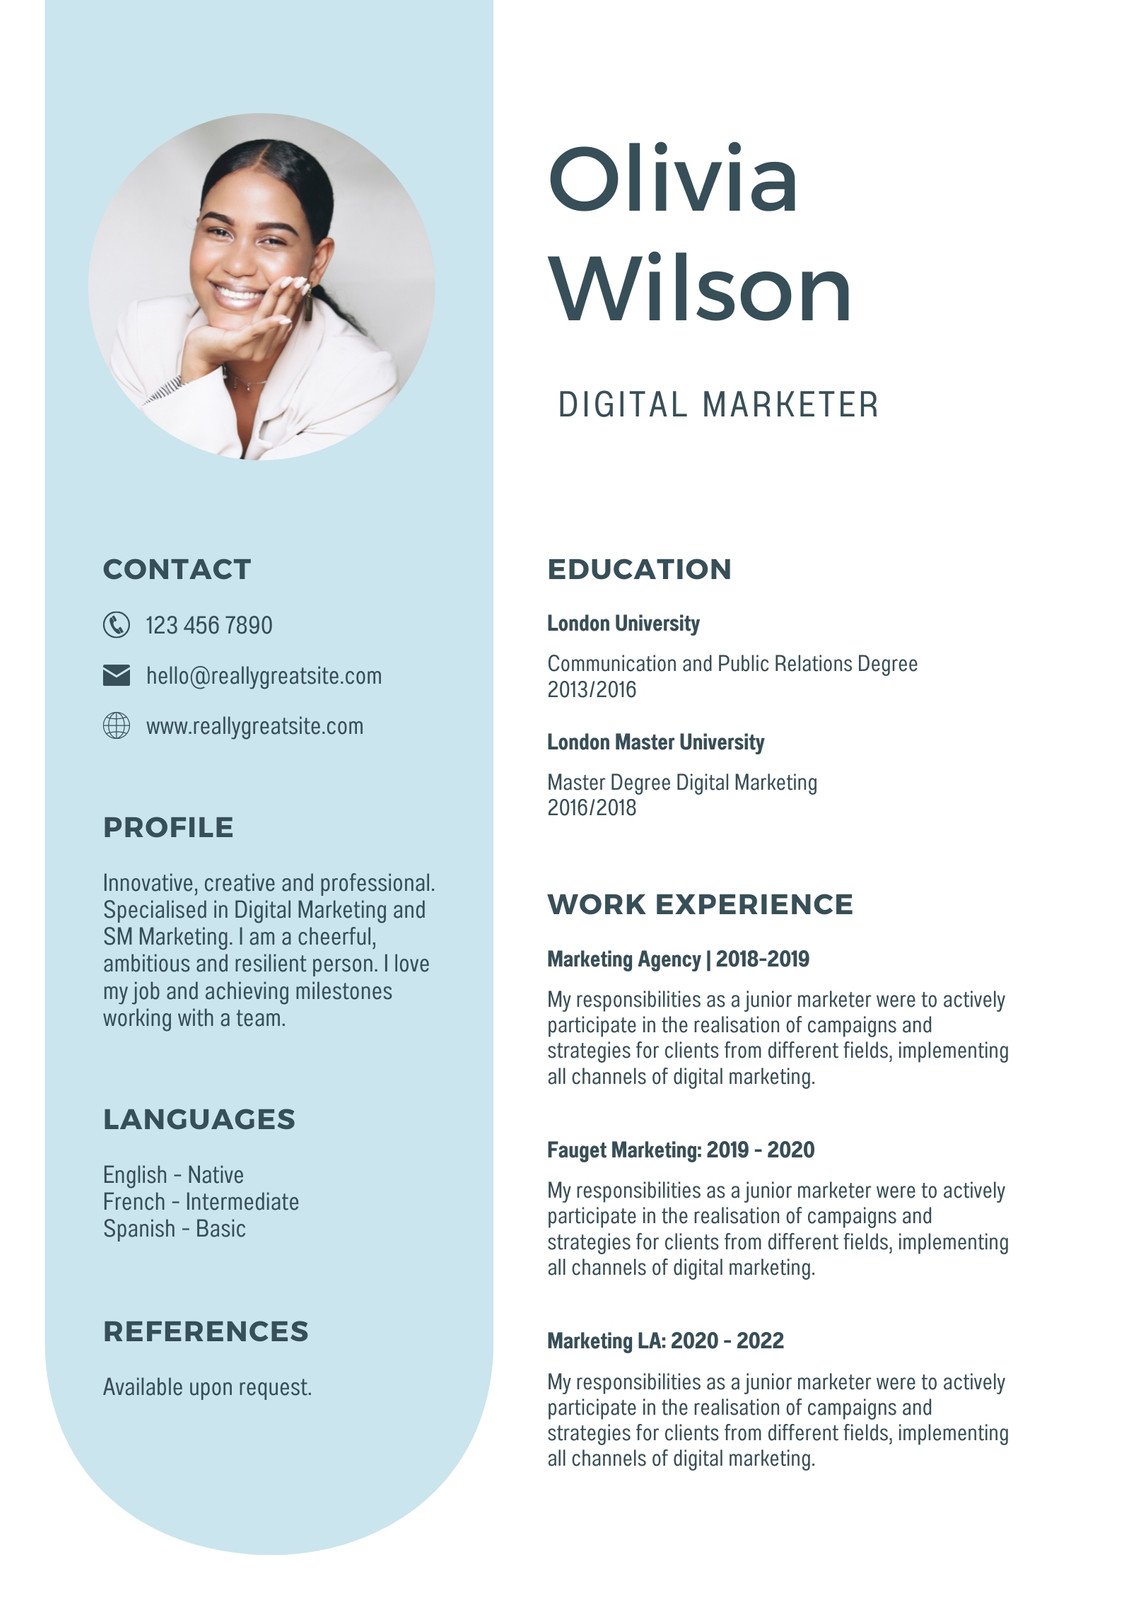 Olivia
Wilson
DIGITAL MARKETER
CONTACT
123 456 7890
hello@reallygreatsite.com
www.reallygreatsite.com
PROFILE
Innovative, creative and professional.
Specialised in Digital Marketing and
SM Marketing. I am a cheerful,
ambitious and resilient person. I love
my job and achieving milestones
working with a team.
LANGUAGES
English - Native
French - Intermediate
Spanish - Basic
REFERENCES
Available upon request.
EDUCATION
London University
Communication and Public Relations Degree
2013/2016
London Master University
Master Degree Digital Marketing
2016/2018
WORK EXPERIENCE
Marketing Agency | 2018-2019
My responsibilities as a junior marketer were to actively
participate in the realisation of campaigns and
strategies for clients from different fields, implementing
all channels of digital marketing.
Fauget Marketing: 2019 - 2020
My responsibilities as a junior marketer were to actively
participate in the realisation of campaigns and
strategies for clients from different fields, implementing
all channels of digital marketing.
Marketing LA: 2020 - 2022
My responsibilities as a junior marketer were to actively
participate in the realisation of campaigns and
strategies for clients from different fields, implementing
all channels of digital marketing.